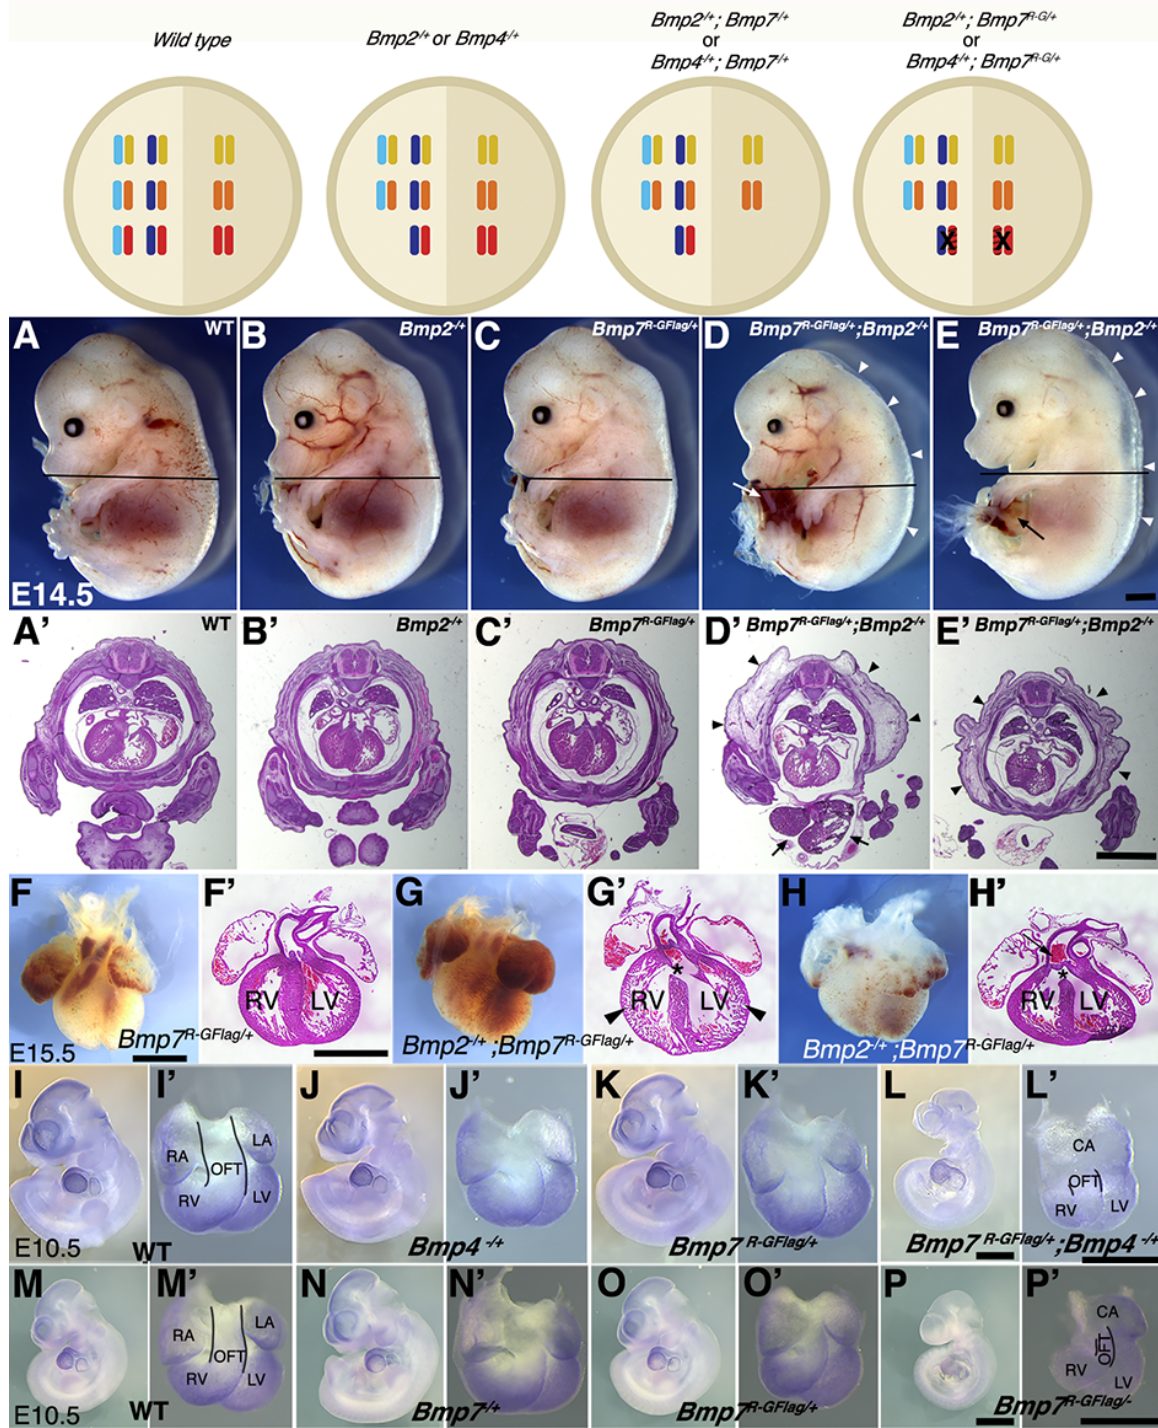 Wild type
Bmp2-/+ or Bmp4-/+
Bmp2-/+; Bmp7-/+
or
Bmp4-/+; Bmp7-/+
Bmp2-/+; Bmp7R-G/+
or
Bmp4-/+; Bmp7R-G/+
X X
A WT B Bmp2-/+ C Bmp7R-GFlag/+ D Bmp7R-GFlag/+;Bmp2-/+ E Bmp7R-GFlag/+;Bmp2-/+
E14.5
A' WT B' Bmp2-/+ C' Bmp7R-GFlag/+ D' Bmp7R-GFlag/+;Bmp2-/+ E' Bmp7R-GFlag/+;Bmp2-/+
F F' G G' H H'
* *
RV LV RV LV RV LV
E15.5 Bmp7R-GFlag/+ Bmp2-/+;Bmp7R-GFlag/+ Bmp2-/+;Bmp7R-GFlag/+
I I' J J' K K' L L'
RA OFT LA CA OFT
RV LV RV LV
E10.5 WT Bmp4-/+ Bmp7R-GFlag/+ Bmp7R-GFlag/+;Bmp4-/+
M M' N N' O O' P P'
RA OFT LA CA OFT
RV LV RV LV
E10.5 WT Bmp7-/+ Bmp7R-GFlag/+ Bmp7R-GFlag/-